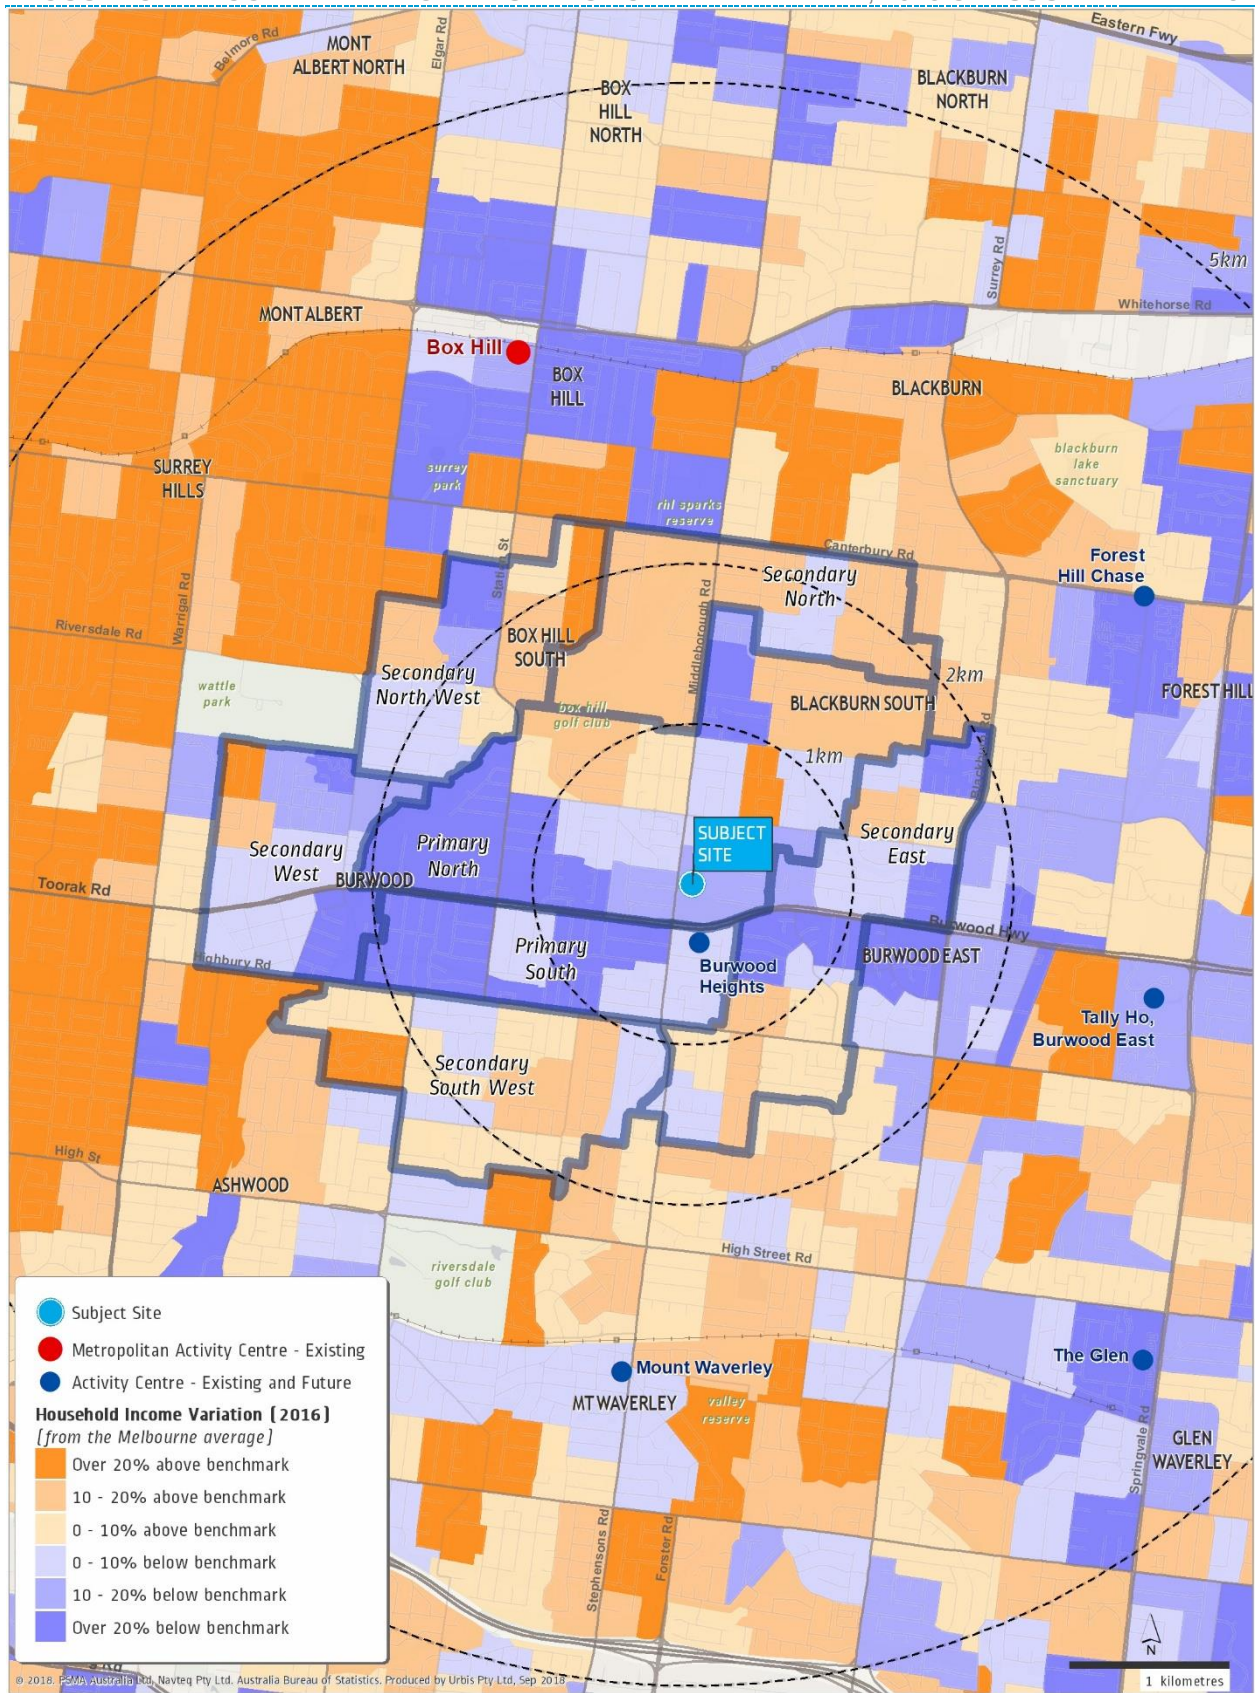 Eastern Fwy
Belmore Rd
MONT
ALBERT NORTH
Elgar Rd
BOX
HILL
NORTH
BLACKBURN
NORTH
Surrey Rd
5km
Whitehorse Rd
MONT ALBERT
Box Hill
BOX
HILL
BLACKBURN
SURREY
HILLS
surrey
park
blackburn
lake
sanctuary
rhl sparks
reserve
Canterbury Rd
Forest
Hill Chase
Secondary
North
Station St
Warrigal Rd
Riversdale Rd
Middleborough Rd
BOX HILL
SOUTH
Secondary
North West
wattle
park
2km
FOREST HILL
BLACKBURN SOUTH
box hill
golf club
1km
SUBJECT
SITE
Secondary
East
Primary
North
Secondary
West
BURWOOD
Toorak Rd
Burwood Hwy
Primary
South
BURWOOD EAST
Highbury Rd
Burwood
Heights
Tally Ho,
Burwood East
Secondary
South West
High St
ASHWOOD
High Street Rd
riversdale
golf club
Mount Waverley
The Glen
MT WAVERLEY
valley
reserve
Springvale Rd
GLEN
WAVERLEY
Stephensons Rd
Forster Rd
Subject Site
Metropolitan Activity Centre - Existing
Activity Centre - Existing and Future
Household Income Variation (2016)
[from the Melbourne average]
Over 20% above benchmark
10 - 20% above benchmark
0 - 10% above benchmark
0 - 10% below benchmark
10 - 20% below benchmark
Over 20% below benchmark
N
1 kilometres
© 2018. PSMA Australia Ltd, Navteq Pty Ltd. Australia Bureau of Statistics. Produced by Urbis Pty Ltd, Sep 2018